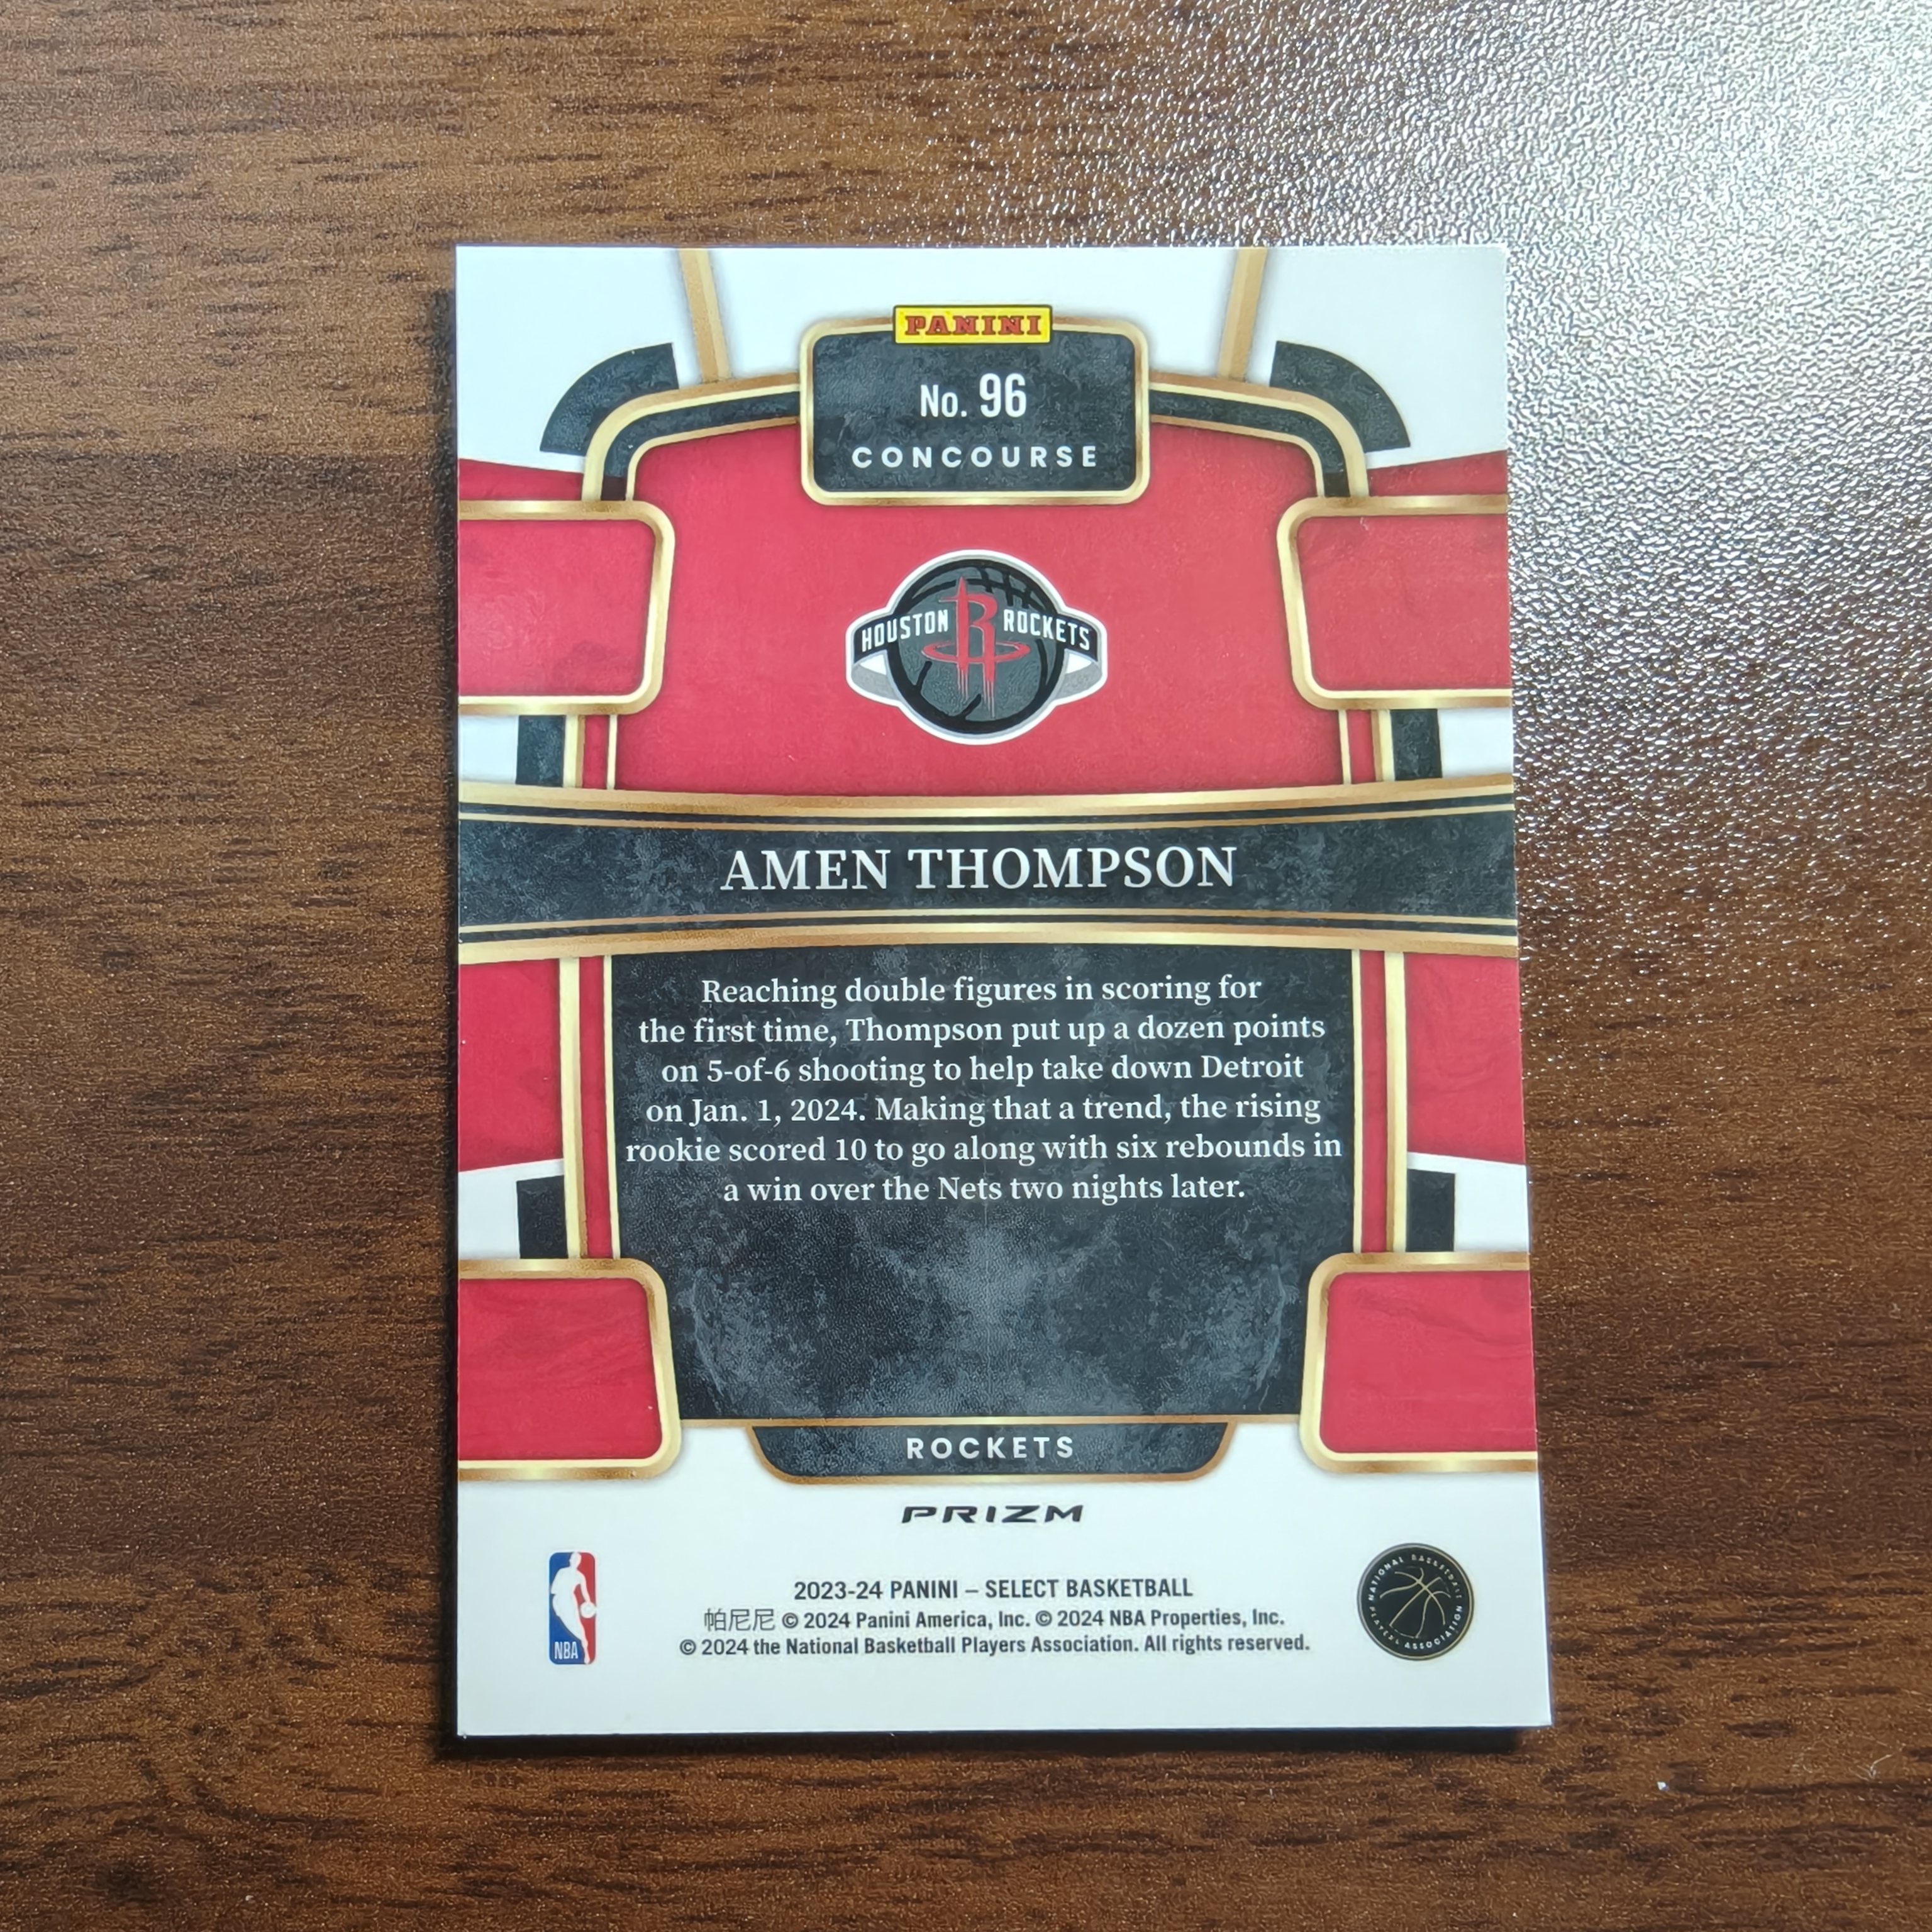 PANINI
No. 96
CONCOURSE
HOUSTON ROCKETS
AMEN THOMPSON
Reaching double figures in scoring for
the first time, Thompson put up a dozen points
on 5-of-6 shooting to help take down Detroit
on Jan. 1, 2024. Making that a trend, the rising
rookie scored 10 to go along with six rebounds in
a win over the Nets two nights later.
ROCKETS
PRIZM
NBA
2023-24 PANINI – SELECT BASKETBALL
帕尼尼 © 2024 Panini America, Inc. © 2024 NBA Properties, Inc.
© 2024 the National Basketball Players Association. All rights reserved.
NATIONAL BASKETBALL PLAYERS ASSOCIATION